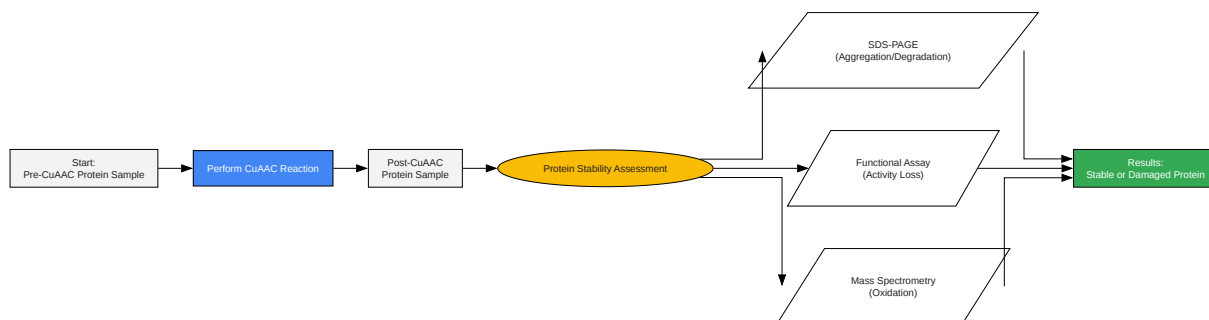 Start:
Pre-CuAAC Protein Sample
Perform CuAAC Reaction
Post-CuAAC
Protein Sample
Protein Stability Assessment
SDS-PAGE
(Aggregation/Degradation)
Functional Assay
(Activity Loss)
Mass Spectrometry
(Oxidation)
Results:
Stable or Damaged Protein